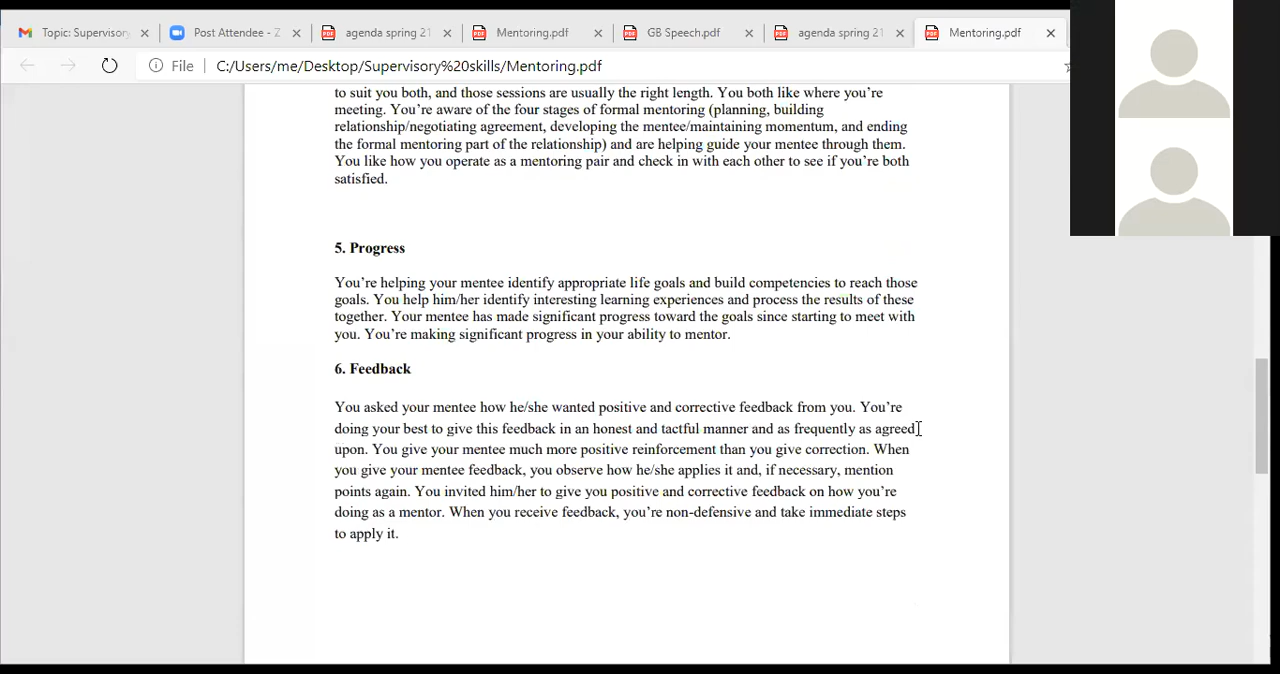 Topic: Supervisory
Post Attendee - Z
agenda spring 21
Mentoring.pdf
GB Speech.pdf
agenda spring 21
Mentoring.pdf
File
C:/Users/me/Desktop/Supervisory%20skills/Mentoring.pdf
to suit you both, and those sessions are usually the right length. You both like where you're
meeting. You're aware of the four stages of formal mentoring (planning, building
relationship/negotiating agreement, developing the mentee/maintaining momentum, and ending
the formal mentoring part of the relationship) and are helping guide your mentee through them.
You like how you operate as a mentoring pair and check in with each other to see if you're both
satisfied.
5. Progress
You're helping your mentee identify appropriate life goals and build competencies to reach those
goals. You help him/her identify interesting learning experiences and process the results of these
together. Your mentee has made significant progress toward the goals since starting to meet with
you. You're making significant progress in your ability to mentor.
6. Feedback
You asked your mentee how he/she wanted positive and corrective feedback from you. You're
doing your best to give this feedback in an honest and tactful manner and as frequently as agreed
upon. You give your mentee much more positive reinforcement than you give correction. When
you give your mentee feedback, you observe how he/she applies it and, if necessary, mention
points again. You invited him/her to give you positive and corrective feedback on how you're
doing as a mentor. When you receive feedback, you're non-defensive and take immediate steps
to apply it.